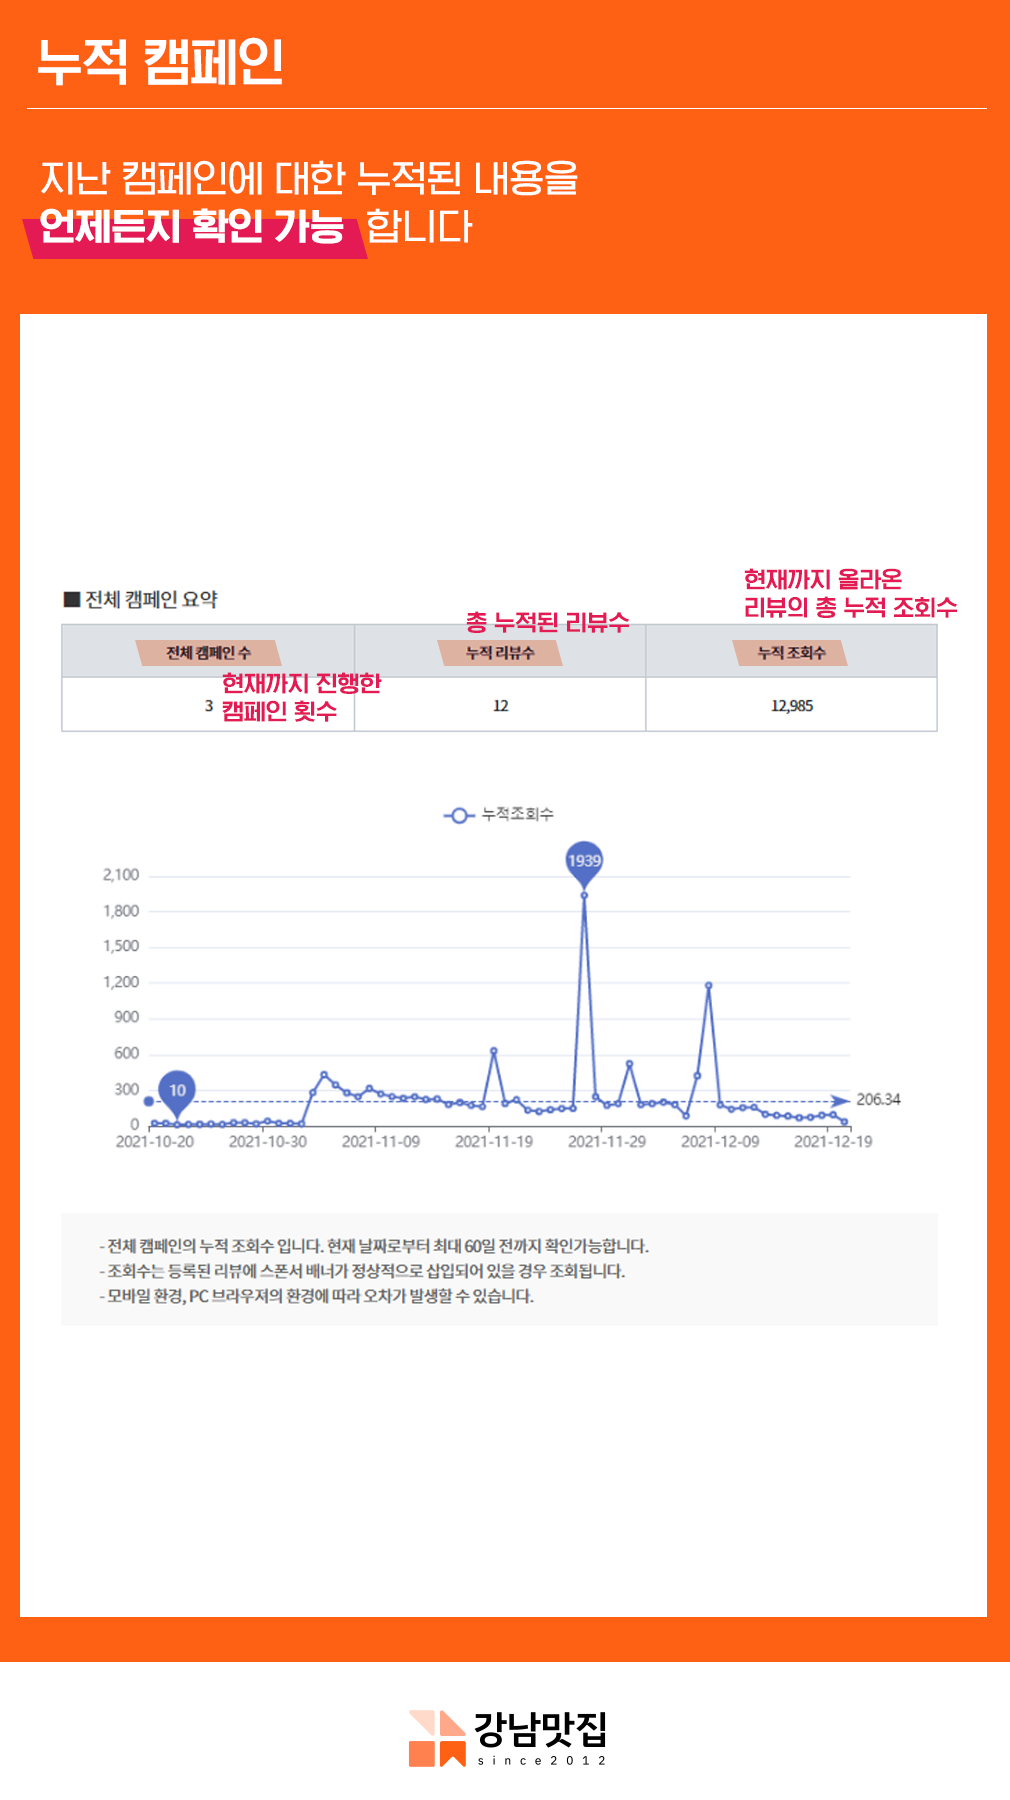 누적 캠페인
지난 캠페인에 대한 누적된 내용을
언제든지 확인 가능 합니다
■ 전체 캠페인 요약
총 누적된 리뷰수
현재까지 올라온
리뷰의 총 누적 조회수
전체 캠페인 수 누적 리뷰수 누적 조회수
현재까지 진행한
캠페인 횟수
3 12 12,985
누적조회수
1939
2,100
1,800
1,500
1,200
900
600
300
0
10
206.34
2021-10-20 2021-10-30 2021-11-09 2021-11-19 2021-11-29 2021-12-09 2021-12-19
- 전체 캠페인의 누적 조회수 입니다. 현재 날짜로부터 최대 60일 전까지 확인가능합니다.
- 조회수는 등록된 리뷰에 스폰서 배너가 정상적으로 삽입되어 있을 경우 조회됩니다.
- 모바일 환경, PC 브라우져의 환경에 따라 오차가 발생할 수 있습니다.
강남맛집
since2012